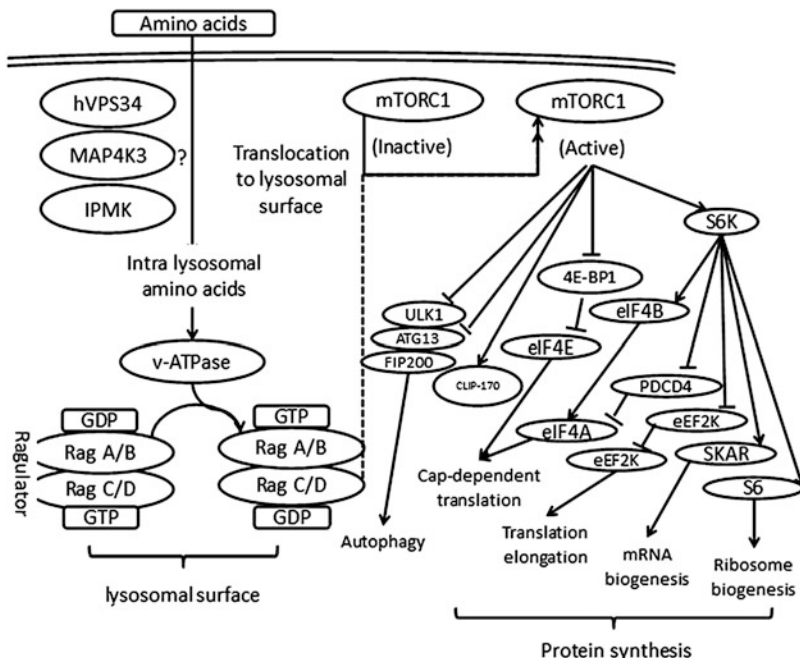 Amino acids
hVPS34
MAP4K3
?
IPMK
mTORC1
(Inactive)
mTORC1
(Active)
Translocation
to lysosomal
surface
Intra lysosomal
amino acids
v-ATPase
Ragulator
GDP
Rag A/B
Rag C/D
GTP
GTP
Rag A/B
Rag C/D
GDP
lysosomal surface
ULK1
ATG13
FIP200
Autophagy
CLIP-170
4E-BP1
eIF4E
S6K
eIF4B
PDCD4
eIF4A
eEF2K
eEF2K
SKAR
S6
Cap-dependent
translation
Translation
elongation
mRNA
biogenesis
Ribosome
biogenesis
Protein synthesis